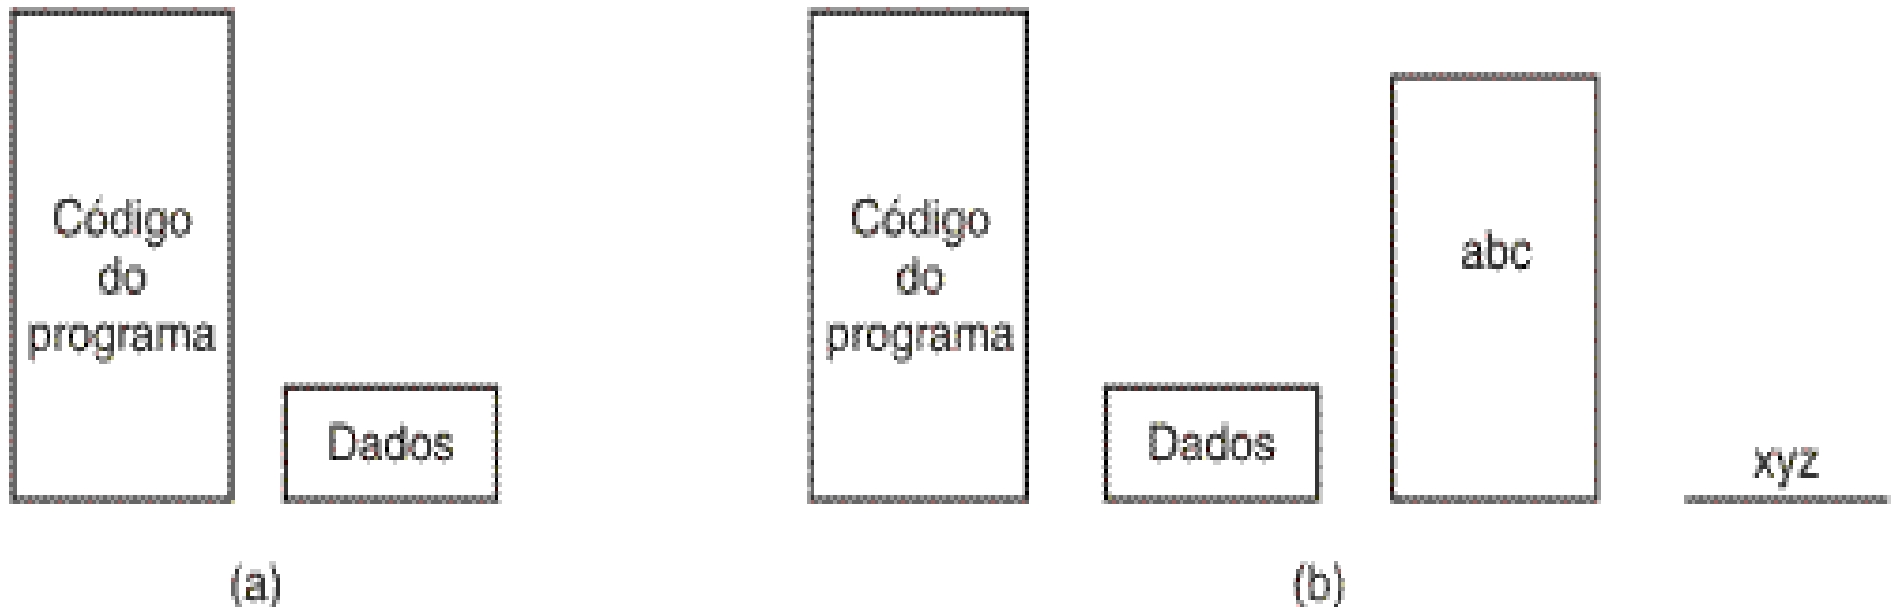 Código
do
programa
Dados
(a)
Código
do
programa
Dados
abc
xyz
(b)